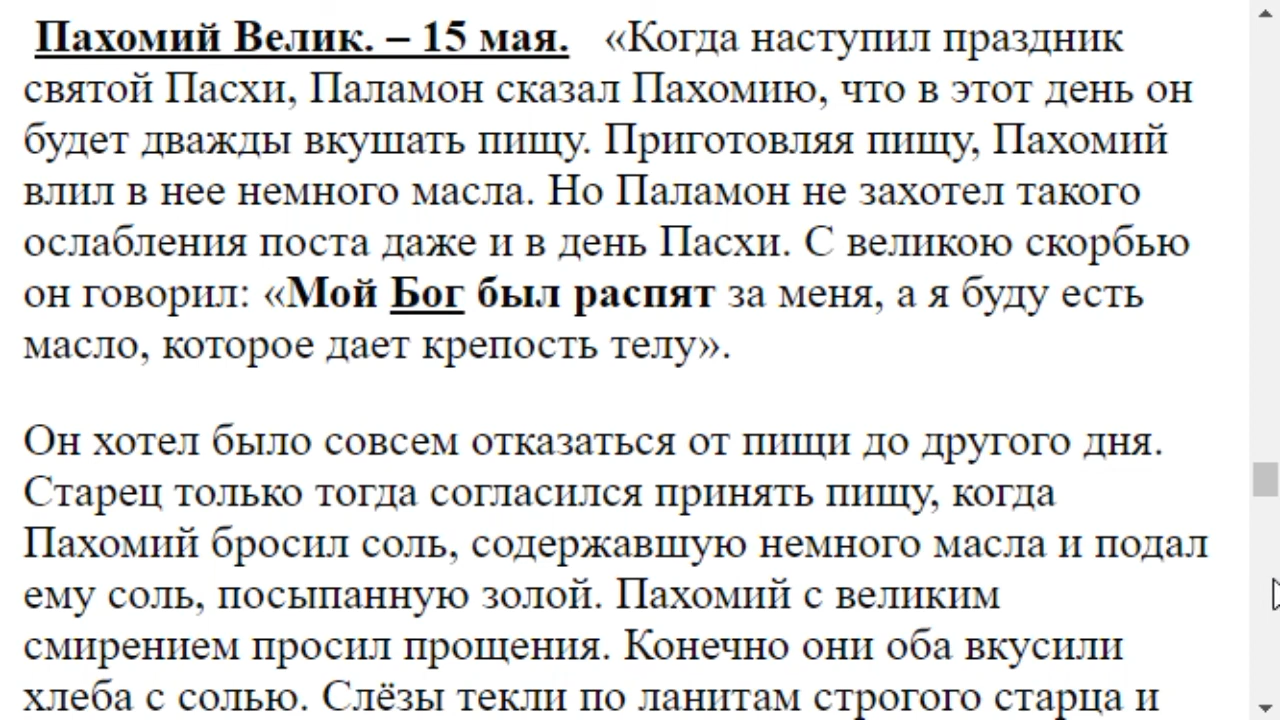 Пахомий Велик. – 15 мая. «Когда наступил праздник
святой Пасхи, Паламон сказал Пахомию, что в этот день он
будет дважды вкушать пищу. Приготовляя пищу, Пахомий
влил в нее немного масла. Но Паламон не захотел такого
ослабления поста даже и в день Пасхи. С великою скорбью
он говорил: «Мой Бог был распят за меня, а я буду есть
масло, которое дает крепость телу».
Он хотел было совсем отказаться от пищи до другого дня.
Старец только тогда согласился принять пищу, когда
Пахомий бросил соль, содержавшую немного масла и подал
ему соль, посыпанную золой. Пахомий с великим
смирением просил прощения. Конечно они оба вкусили
хлеба с солью. Слёзы текли по ланитам строгого старца и